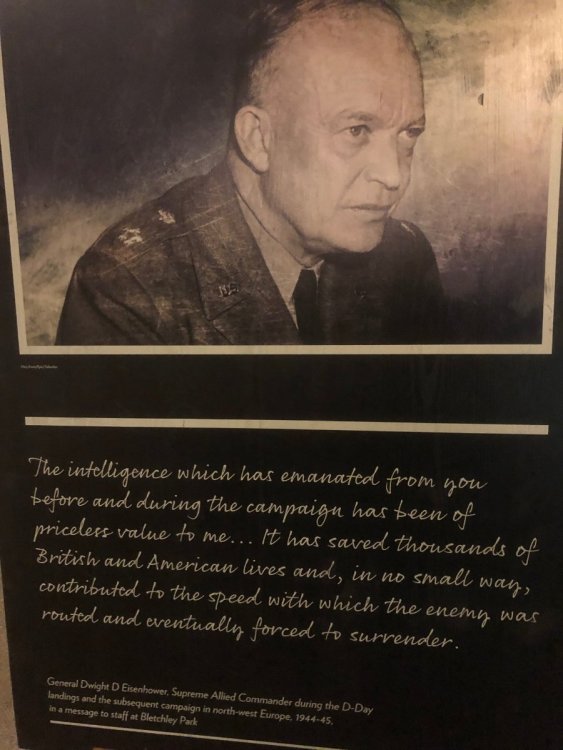 The intelligence which has emanated from you
before and during the campaign has been of
priceless value to me... It has saved thousands of
British and American lives and, in no small way,
contributed to the speed with which the enemy was
routed and eventually forced to surrender.
General Dwight D Eisenhower, Supreme Allied Commander during the D-Day
landings and the subsequent campaign in north-west Europe, 1944-45,
in a message to staff at Bletchley Park